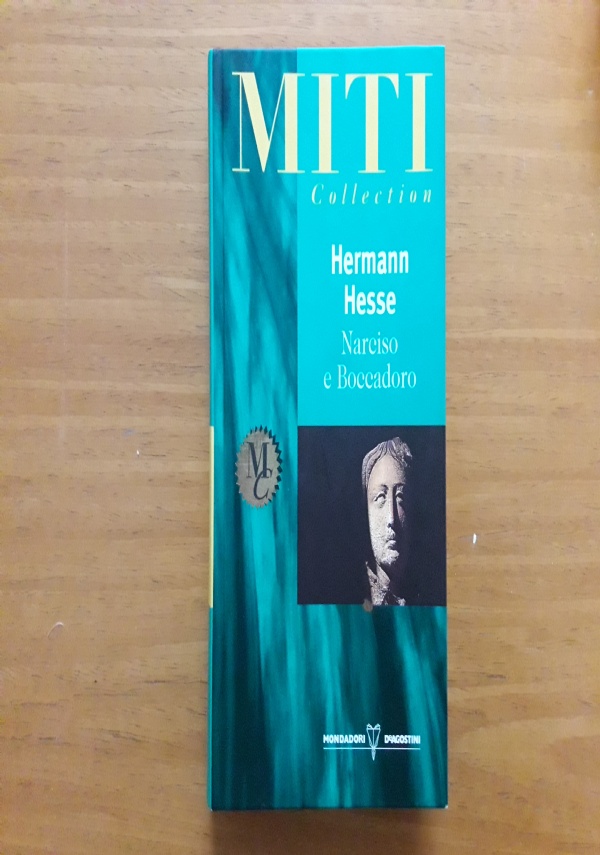 MITI
Collection
Hermann
Hesse
Narciso
e Boccadoro
MC
MONDADORI DeAGOSTINI